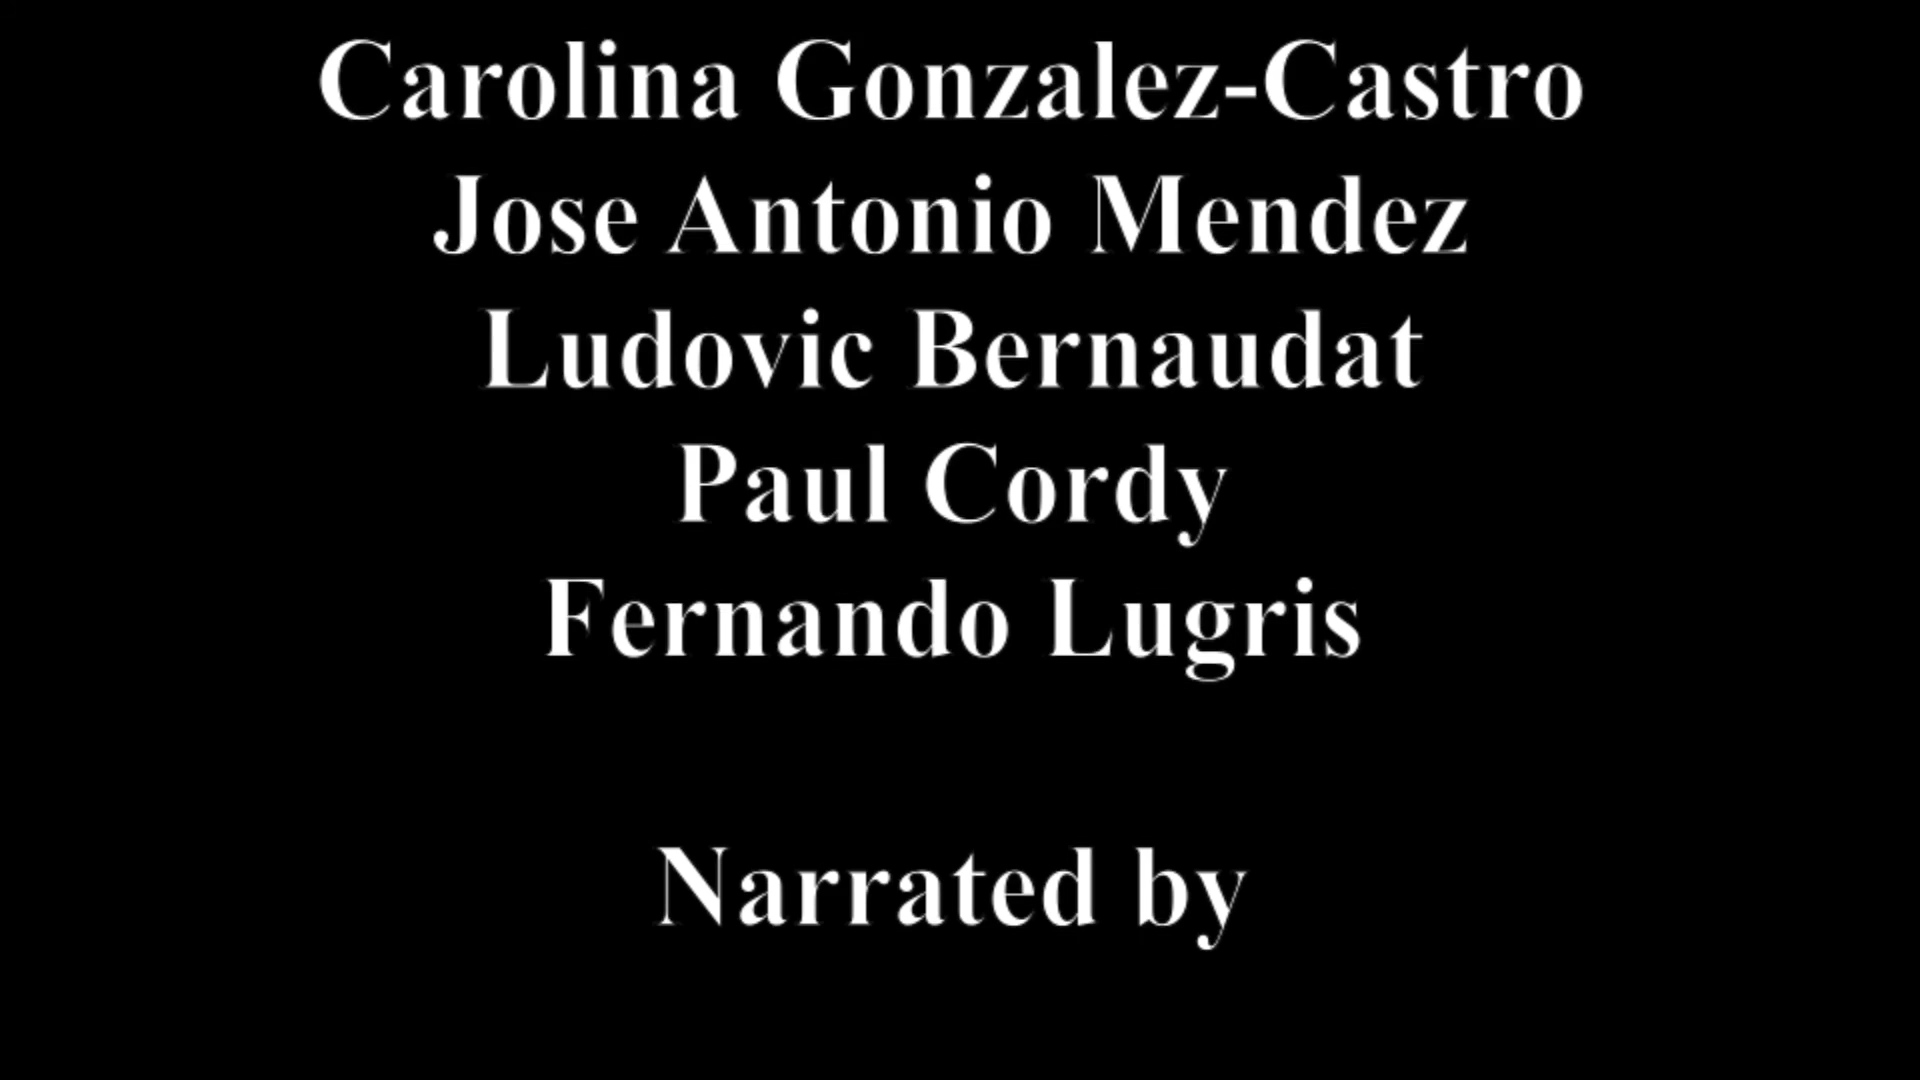 Carolina Gonzalez-Castro
Jose Antonio Mendez
Ludovic Bernaudat
Paul Cordy
Fernando Lugris
Narrated by